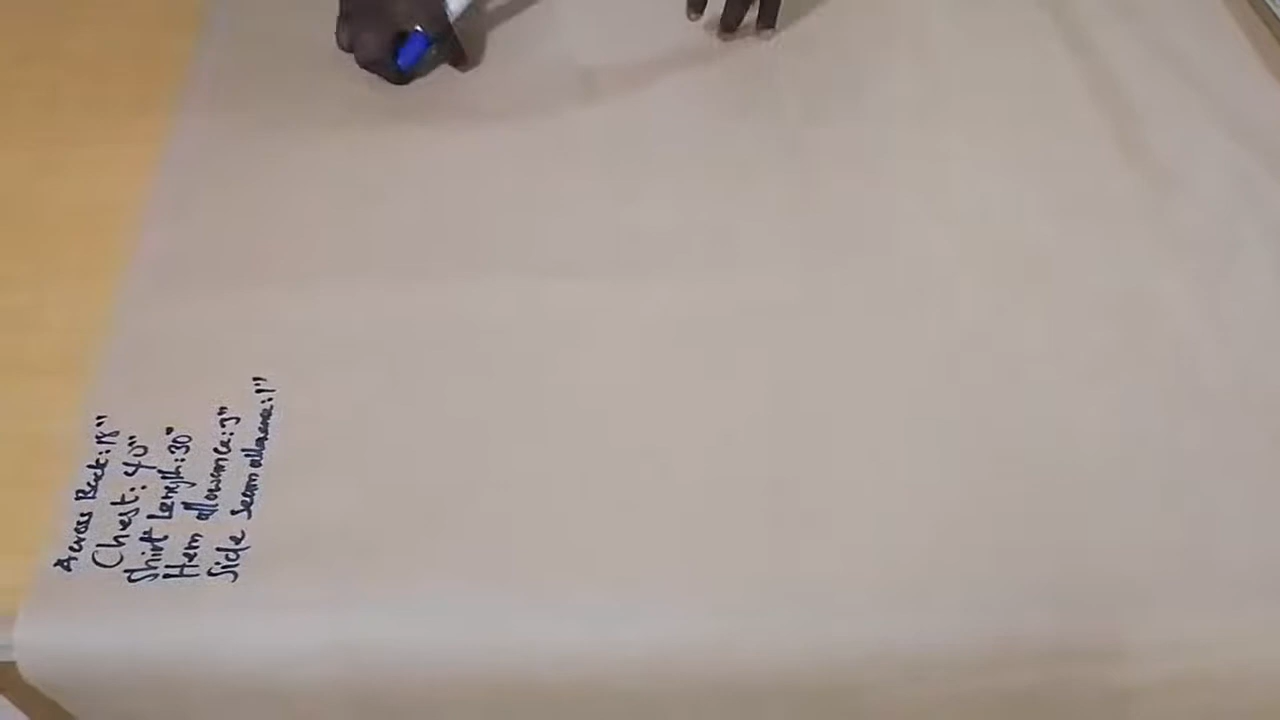 Across Back: 18"
Chest: 40"
Shirt Length: 30"
Hem allowance: 3"
Side Seam allowance: 1"